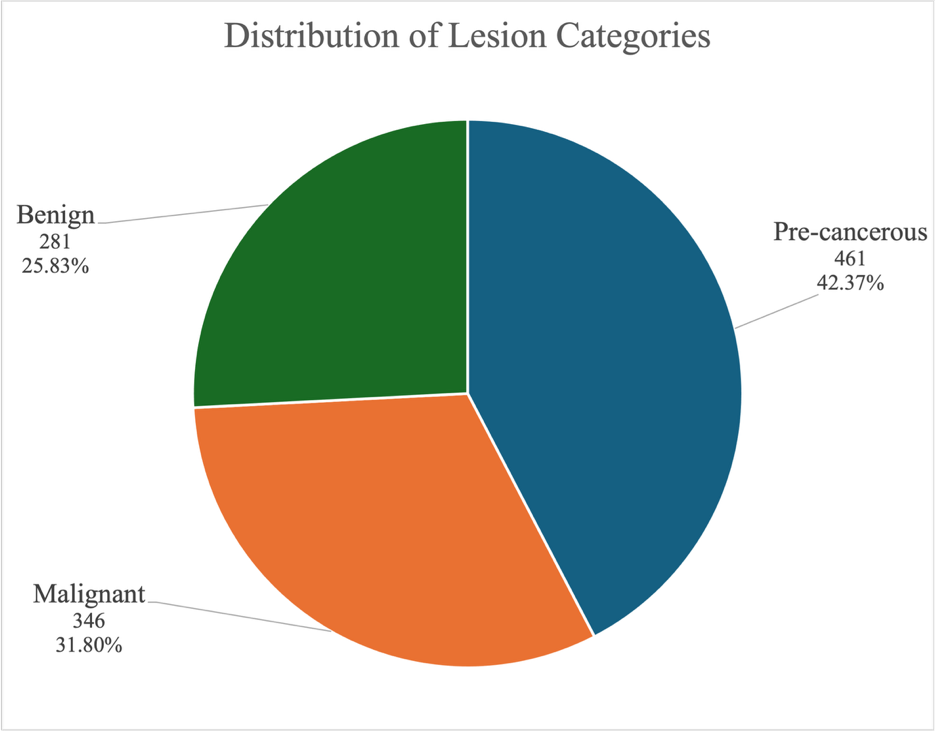 Distribution of Lesion Categories
Benign
281
25.83%
Pre-cancerous
461
42.37%
Malignant
346
31.80%